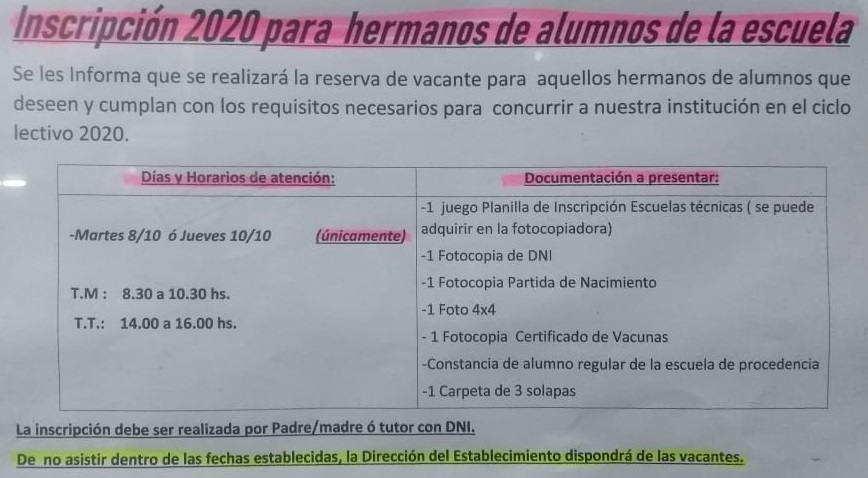 Inscripción 2020 para hermanos de alumnos de la escuela
Se les Informa que se realizará la reserva de vacante para aquellos hermanos de alumnos que
deseen y cumplan con los requisitos necesarios para concurrir a nuestra institución en el ciclo
lectivo 2020.
Días y Horarios de atención:
-Martes 8/10 ó Jueves 10/10 (únicamente)
T.M : 8.30 a 10.30 hs.
T.T.: 14.00 a 16.00 hs.
Documentación a presentar:
-1 juego Planilla de Inscripción Escuelas técnicas ( se puede
adquirir en la fotocopiadora)
-1 Fotocopia de DNI
-1 Fotocopia Partida de Nacimiento
-1 Foto 4x4
- 1 Fotocopia Certificado de Vacunas
-Constancia de alumno regular de la escuela de procedencia
-1 Carpeta de 3 solapas
La inscripción debe ser realizada por Padre/madre ó tutor con DNI.
De no asistir dentro de las fechas establecidas, la Dirección del Establecimiento dispondrá de las vacantes.